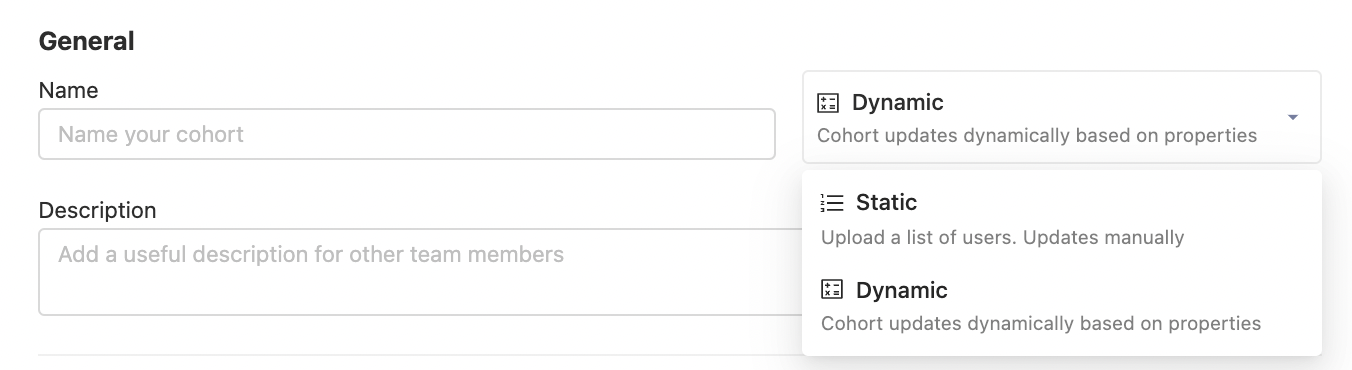 General
Name
Name your cohort
Dynamic
Cohort updates dynamically based on properties
Static
Upload a list of users. Updates manually
Dynamic
Cohort updates dynamically based on properties
Description
Add a useful description for other team members